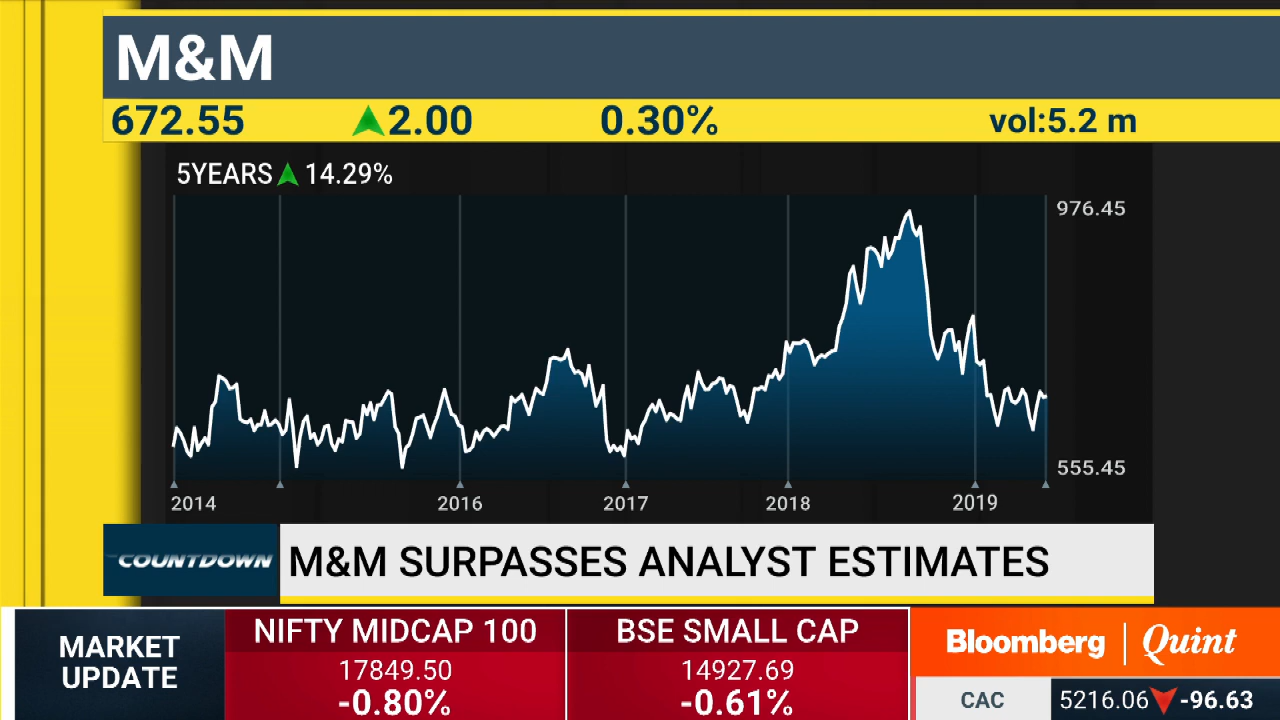 M&M
672.55 ▲2.00 0.30% vol:5.2 m
5YEARS ▲ 14.29%
976.45
555.45
2014 2016 2017 2018 2019
COUNTDOWN M&M SURPASSES ANALYST ESTIMATES
MARKET
UPDATE
NIFTY MIDCAP 100
17849.50
-0.80%
BSE SMALL CAP
14927.69
-0.61%
Bloomberg | Quint
CAC 5216.06▼-96.63